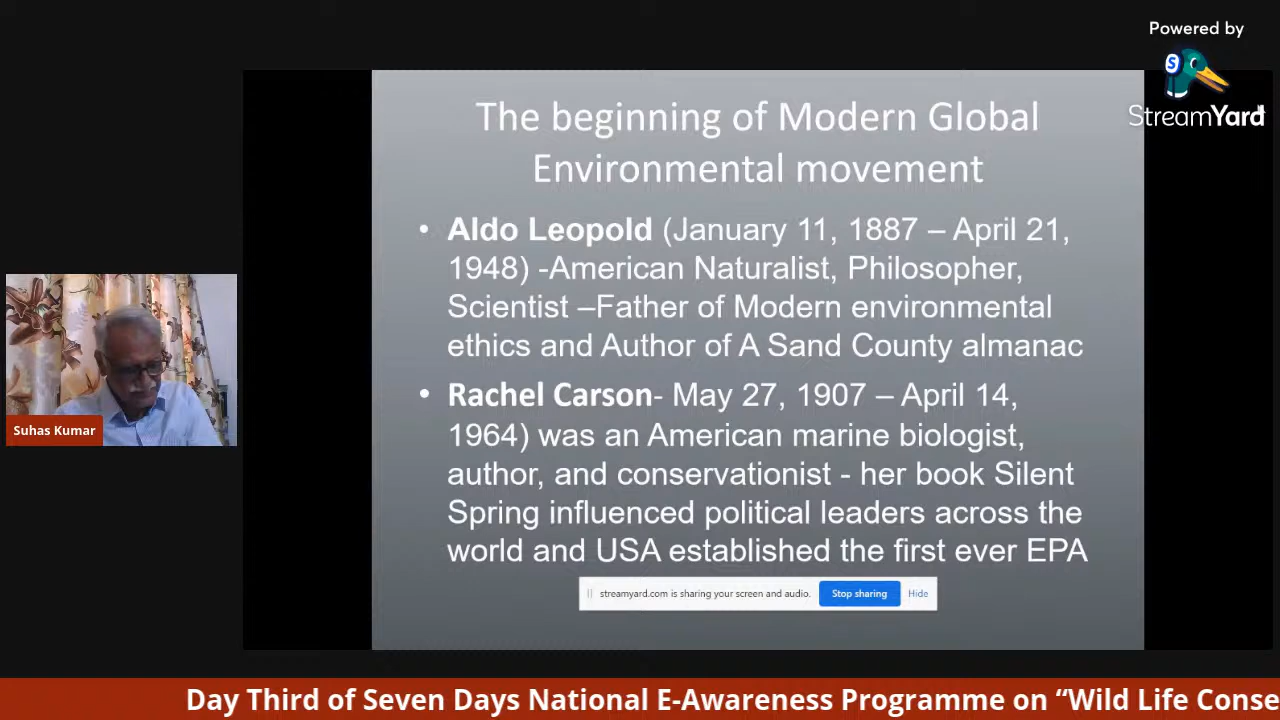 Powered by
StreamYard
The beginning of Modern Global
Environmental movement
• Aldo Leopold (January 11, 1887 – April 21,
1948) -American Naturalist, Philosopher,
Scientist –Father of Modern environmental
ethics and Author of A Sand County almanac
• Rachel Carson- May 27, 1907 – April 14,
1964) was an American marine biologist,
author, and conservationist - her book Silent
Spring influenced political leaders across the
world and USA established the first ever EPA
streamyard.com is sharing your screen and audio. Stop sharing Hide
Suhas Kumar
Day Third of Seven Days National E-Awareness Programme on “Wild Life Conse